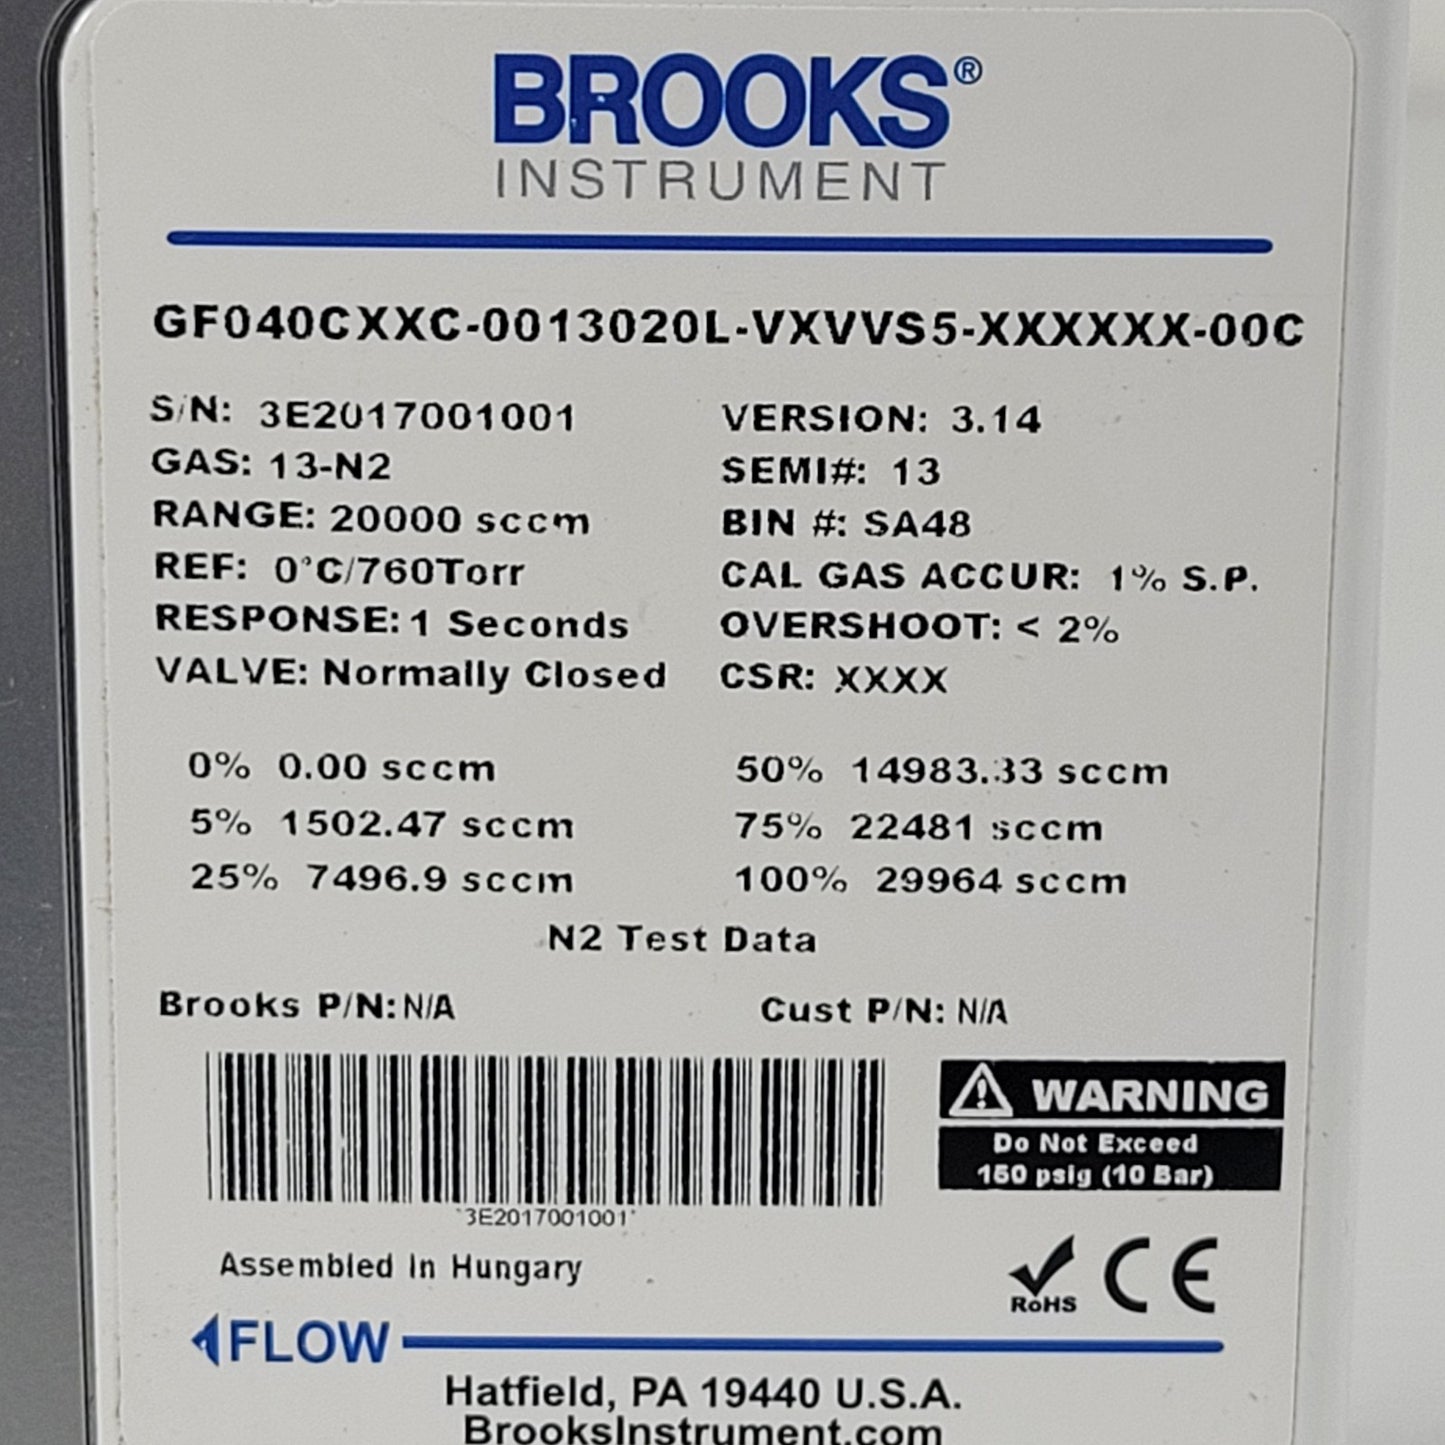 BROOKS®
INSTRUMENT
GF040CXXC-0013020L-VXVVS5-XXXXXX-00C
S/N: 3E2017001001 VERSION: 3.14
GAS: 13-N2 SEMI#: 13
RANGE: 20000 sccm BIN #: SA48
REF: 0°C/760Torr CAL GAS ACCUR: 1% S.P.
RESPONSE: 1 Seconds OVERSHOOT: < 2%
VALVE: Normally Closed CSR: XXXX
0% 0.00 sccm 50% 14983.33 sccm
5% 1502.47 sccm 75% 22481 sccm
25% 7496.9 sccm 100% 29964 sccm
N2 Test Data
Brooks P/N: N/A Cust P/N: N/A
WARNING
Do Not Exceed
150 psig (10 Bar)
*3E2017001001*
Assembled In Hungary
RoHS CE
FLOW
Hatfield, PA 19440 U.S.A.
BrooksInstrument.com